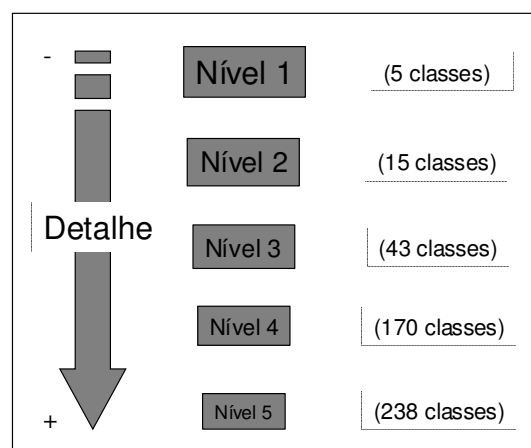 -
Nível 1 (5 classes)
Nível 2 (15 classes)
Detalhe
Nível 3 (43 classes)
Nível 4 (170 classes)
Nível 5 (238 classes)
+